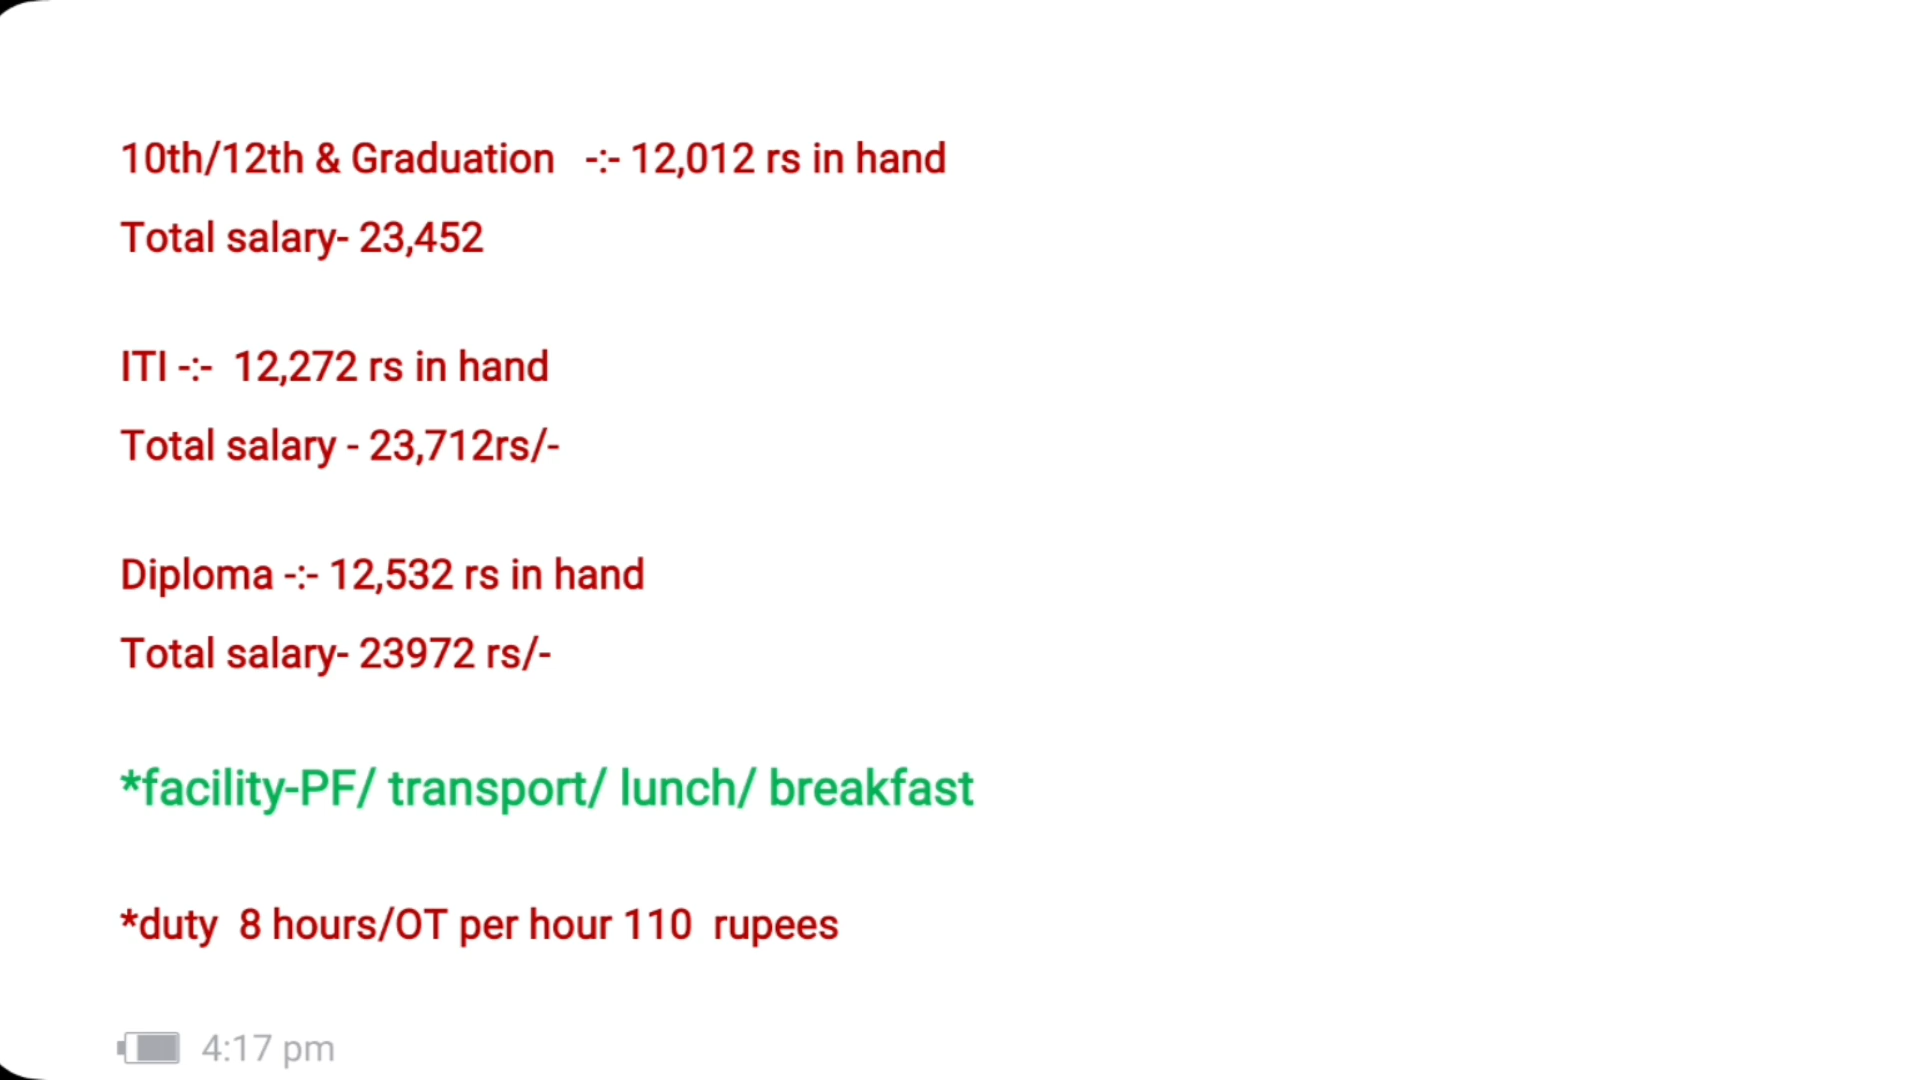 10th/12th & Graduation -:- 12,012 rs in hand
Total salary- 23,452
ITI -:- 12,272 rs in hand
Total salary - 23,712rs/-
Diploma -:- 12,532 rs in hand
Total salary- 23972 rs/-
*facility-PF/ transport/ lunch/ breakfast
*duty 8 hours/OT per hour 110 rupees
4:17 pm